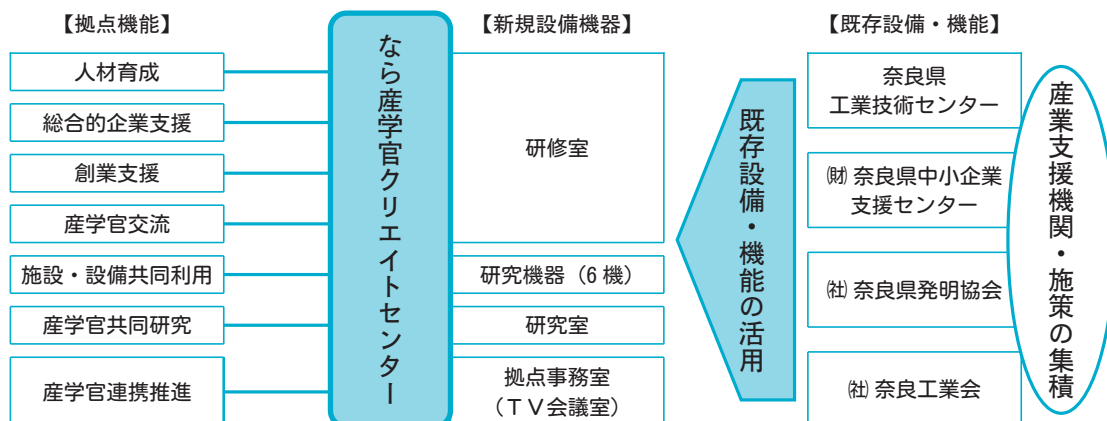 【拠点機能】
人材育成
総合的企業支援
創業支援
産学官交流
施設・設備共同利用
産学官共同研究
産学官連携推進
なら産学官クリエイトセンター
【新規設備機器】
研修室
研究機器（6 機）
研究室
拠点事務室
（ＴＶ会議室）
既存設備・機能の活用
【既存設備・機能】
奈良県
工業技術センター
㈶ 奈良県中小企業
支援センター
㈳ 奈良県発明協会
㈳ 奈良工業会
産業支援機関・施策の集積